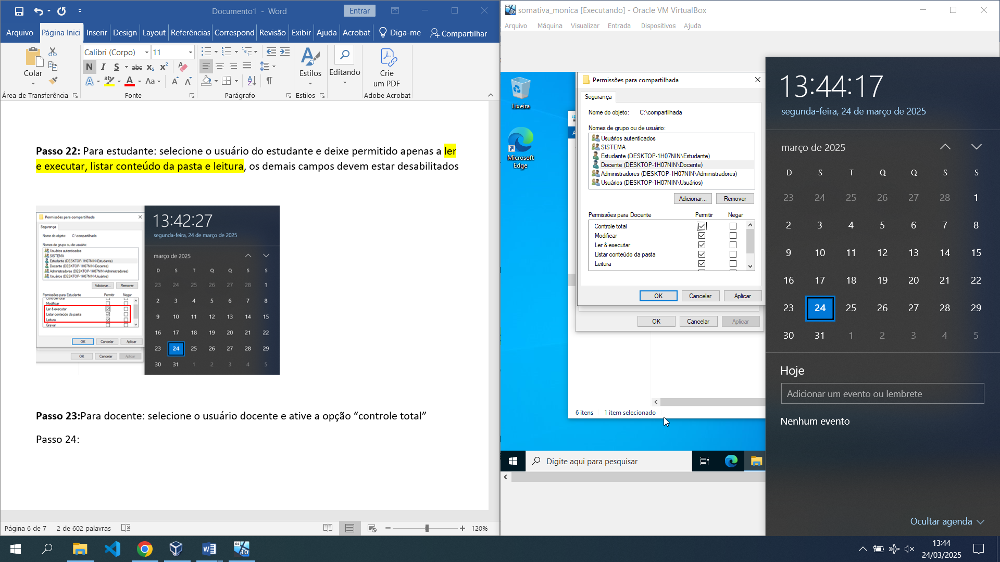 Documento1 - Word
Entrar
Arquivo
Página Inici
Inserir
Design
Layout
Referências
Correspond
Revisão
Exibir
Ajuda
Acrobat
Diga-me
Compartilhar
Colar
Calibri (Corpo)
11
N I S abc x₂ x²
Aa
Estilos
Editando
Crie
um PDF
Área de Transferência
Fonte
Parágrafo
Estilos
Adobe Acrobat
Passo 22: Para estudante: selecione o usuário do estudante e deixe permitido apenas a ler
e executar, listar conteúdo da pasta e leitura, os demais campos devem estar desabilitados
Permissões para compartilhada
Segurança
Nome do objeto: C:\compartilhada
Nomes de grupo ou de usuário:
Usuários autenticados
SISTEMA
Estudante (DESKTOP-1H07NIN\Estudante)
Docente (DESKTOP-1H07NIN\Docente)
Administradores (DESKTOP-1H07NIN\Administradores)
Usuários (DESKTOP-1H07NIN\Usuários)
Adicionar...
Remover
Permissões para Estudante Permitir Negar
Controle total
Modificar
Ler & executar
Listar conteúdo da pasta
Leitura
Gravar
OK Cancelar Aplicar
OK Cancelar Aplicar
13:42:27
segunda-feira, 24 de março de 2025
março de 2025
D S T Q Q S S
23 24 25 26 27 28 1
2 3 4 5 6 7 8
9 10 11 12 13 14 15
16 17 18 19 20 21 22
23 24 25 26 27 28 29
30 31 1 2 3 4 5
Passo 23:Para docente: selecione o usuário docente e ative a opção “controle total”
Passo 24:
Página 6 de 7
2 de 602 palavras
120%
somativa_monica [Executando] - Oracle VM VirtualBox
Arquivo Máquina Visualizar Entrada Dispositivos Ajuda
Lixeira
Microsoft
Edge
Permissões para compartilhada
Segurança
Nome do objeto: C:\compartilhada
Nomes de grupo ou de usuário:
Usuários autenticados
SISTEMA
Estudante (DESKTOP-1H07NIN\Estudante)
Docente (DESKTOP-1H07NIN\Docente)
Administradores (DESKTOP-1H07NIN\Administradores)
Usuários (DESKTOP-1H07NIN\Usuários)
Adicionar...
Remover
Permissões para Docente Permitir Negar
Controle total
Modificar
Ler & executar
Listar conteúdo da pasta
Leitura
OK Cancelar Aplicar
OK Cancelar Aplicar
6 itens 1 item selecionado
Digite aqui para pesquisar
13:44:17
segunda-feira, 24 de março de 2025
março de 2025
D S T Q Q S S
23 24 25 26 27 28 1
2 3 4 5 6 7 8
9 10 11 12 13 14 15
16 17 18 19 20 21 22
23 24 25 26 27 28 29
30 31 1 2 3 4 5
Hoje
Adicionar um evento ou lembrete
Nenhum evento
Ocultar agenda
13:44
24/03/2025